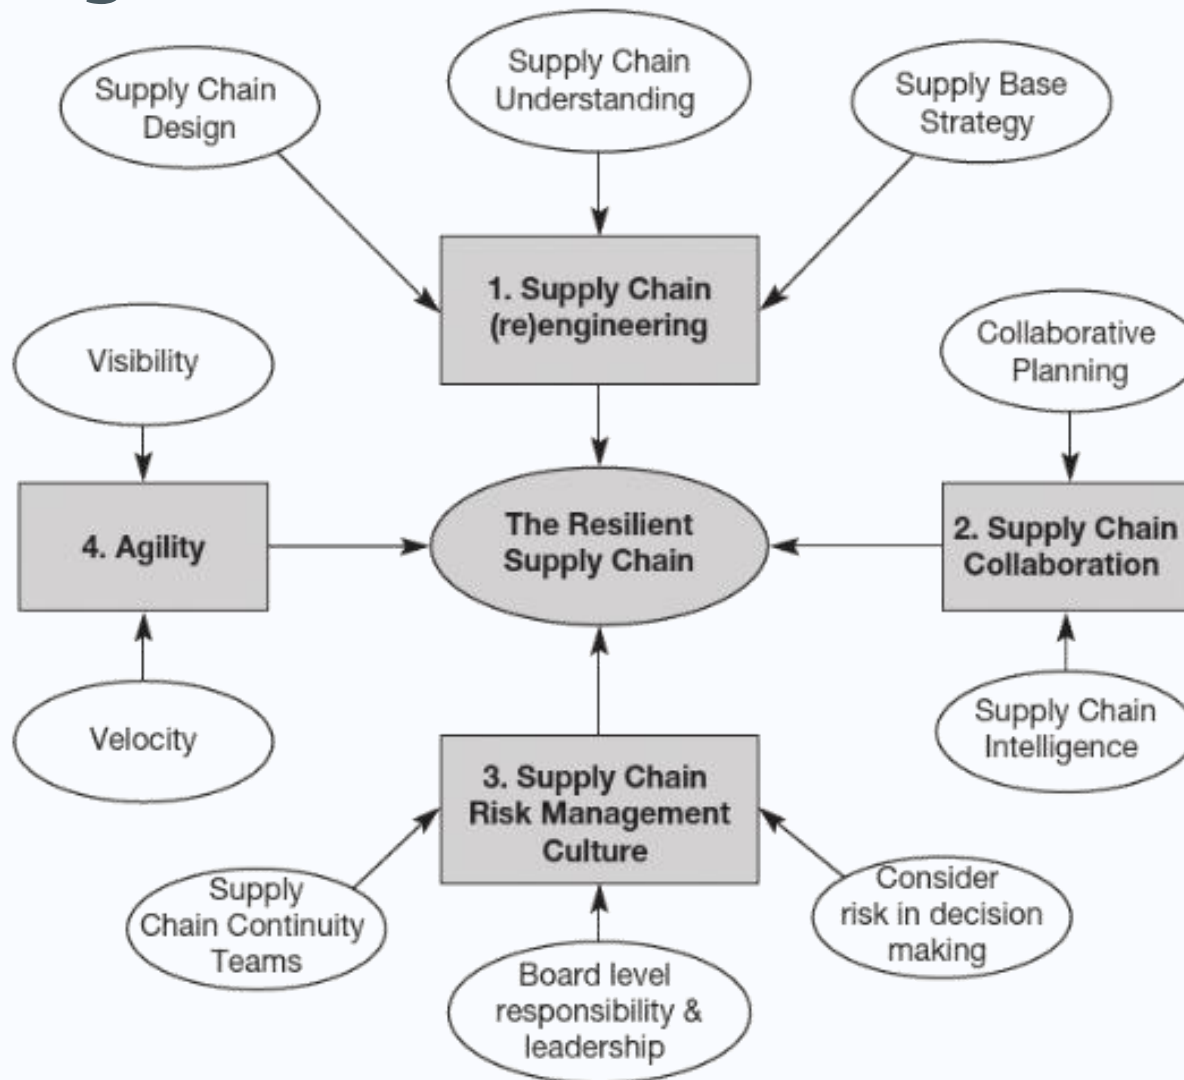 Supply Chain
Design
Supply Chain
Understanding
Supply Base
Strategy
1. Supply Chain
(re)engineering
Visibility
Collaborative
Planning
4. Agility
The Resilient
Supply Chain
2. Supply Chain
Collaboration
Velocity
Supply Chain
Intelligence
3. Supply Chain
Risk Management
Culture
Supply
Chain Continuity
Teams
Board level
responsibility &
leadership
Consider
risk in decision
making